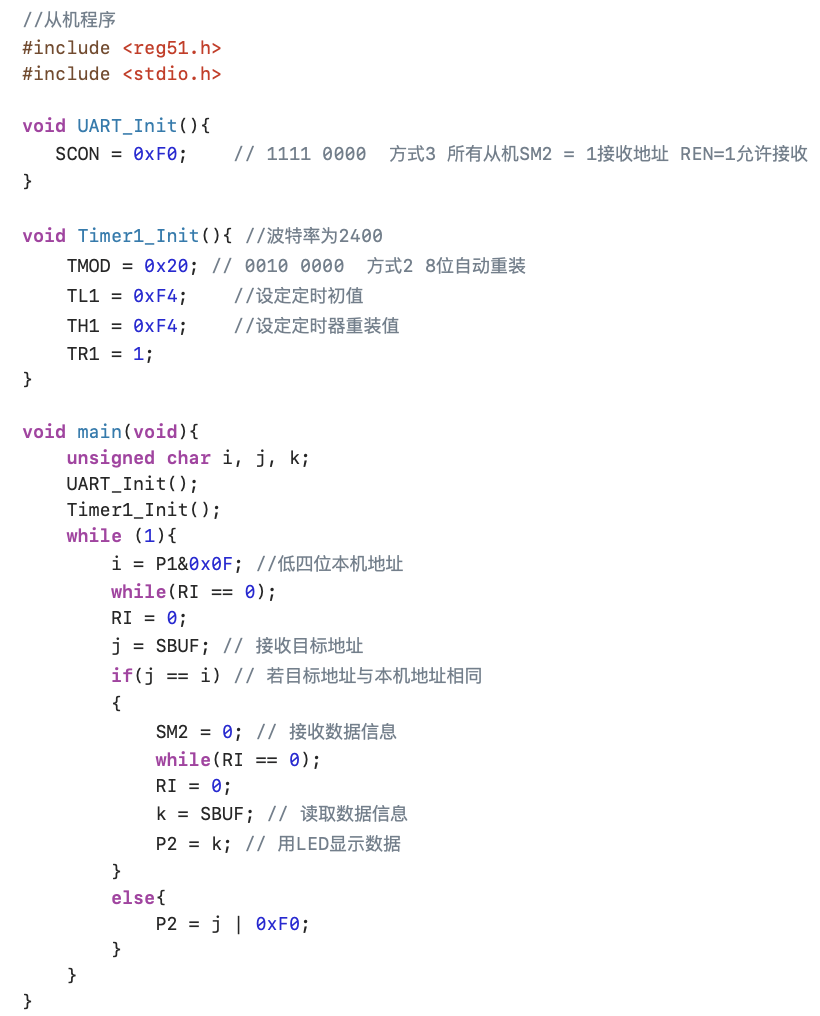 //从机程序
#include <reg51.h>
#include <stdio.h>
void UART_Init(){
SCON = 0xF0; // 1111 0000 方式3 所有从机SM2 = 1接收地址 REN=1允许接收
}
void Timer1_Init(){ //波特率为2400
TMOD = 0x20; // 0010 0000 方式2 8位自动重装
TL1 = 0xF4; //设定定时初值
TH1 = 0xF4; //设定定时器重装值
TR1 = 1;
}
void main(void){
unsigned char i, j, k;
UART_Init();
Timer1_Init();
while (1){
i = P1&0x0F; //低四位本机地址
while(RI == 0);
RI = 0;
j = SBUF; // 接收目标地址
if(j == i) // 若目标地址与本机地址相同
{
SM2 = 0; // 接收数据信息
while(RI == 0);
RI = 0;
k = SBUF; // 读取数据信息
P2 = k; // 用LED显示数据
}
else{
P2 = j | 0xF0;
}
}
}